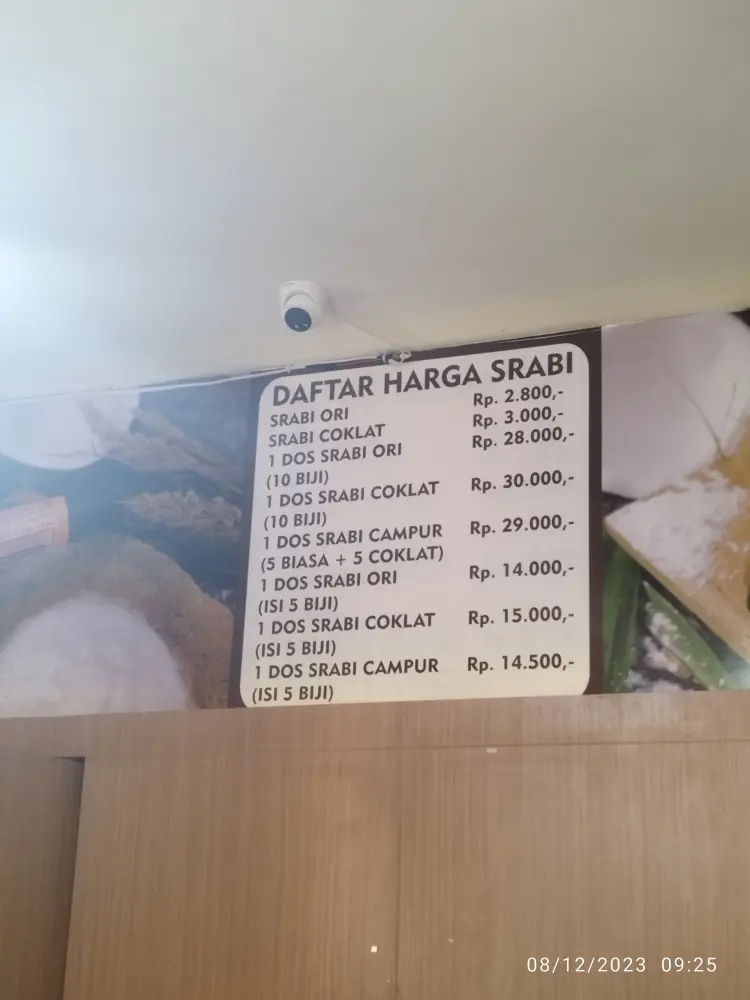 DAFTAR HARGA SRABI
SRABI ORI Rp. 2.800,-
SRABI COKLAT Rp. 3.000,-
1 DOS SRABI ORI Rp. 28.000,-
(10 BIJI)
1 DOS SRABI COKLAT Rp. 30.000,-
(10 BIJI)
1 DOS SRABI CAMPUR Rp. 29.000,-
(5 BIASA + 5 COKLAT)
1 DOS SRABI ORI Rp. 14.000,-
(ISI 5 BIJI)
1 DOS SRABI COKLAT Rp. 15.000,-
(ISI 5 BIJI)
1 DOS SRABI CAMPUR Rp. 14.500,-
(ISI 5 BIJI)
08/12/2023 09:25